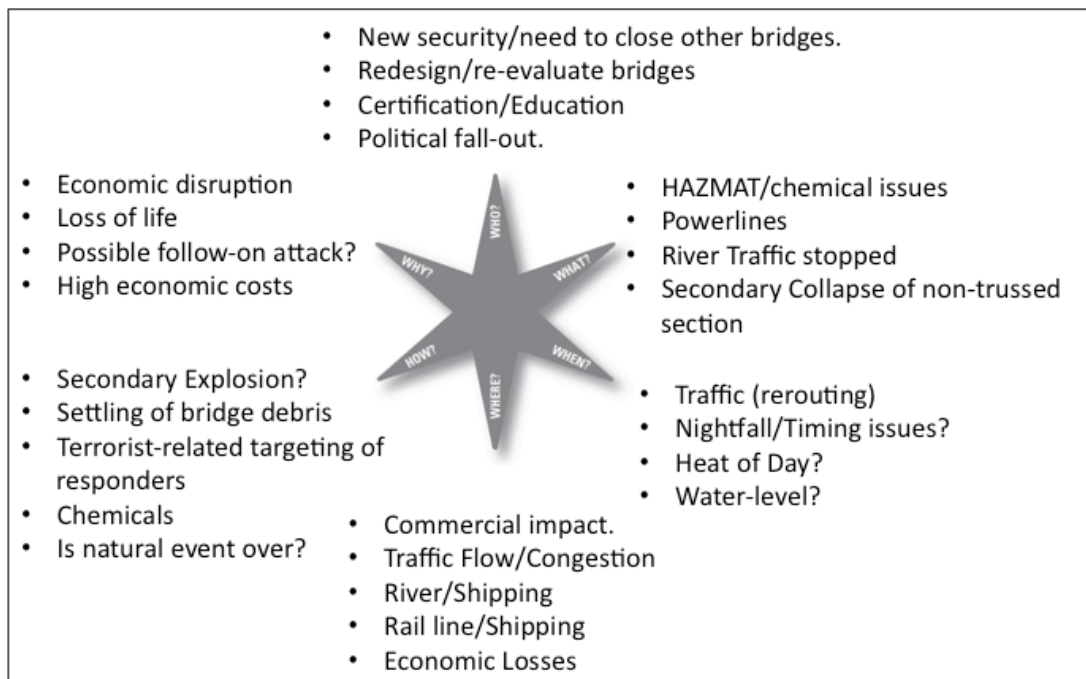 • New security/need to close other bridges.
• Redesign/re-evaluate bridges
• Certification/Education
• Political fall-out.
• Economic disruption
• Loss of life
• Possible follow-on attack?
• High economic costs
WHO?
WHY?
WHAT?
HOW?
WHEN?
WHERE?
• HAZMAT/chemical issues
• Powerlines
• River Traffic stopped
• Secondary Collapse of non-trussed
section
• Secondary Explosion?
• Settling of bridge debris
• Terrorist-related targeting of
responders
• Chemicals
• Is natural event over?
• Traffic (rerouting)
• Nightfall/Timing issues?
• Heat of Day?
• Water-level?
• Commercial impact.
• Traffic Flow/Congestion
• River/Shipping
• Rail line/Shipping
• Economic Losses